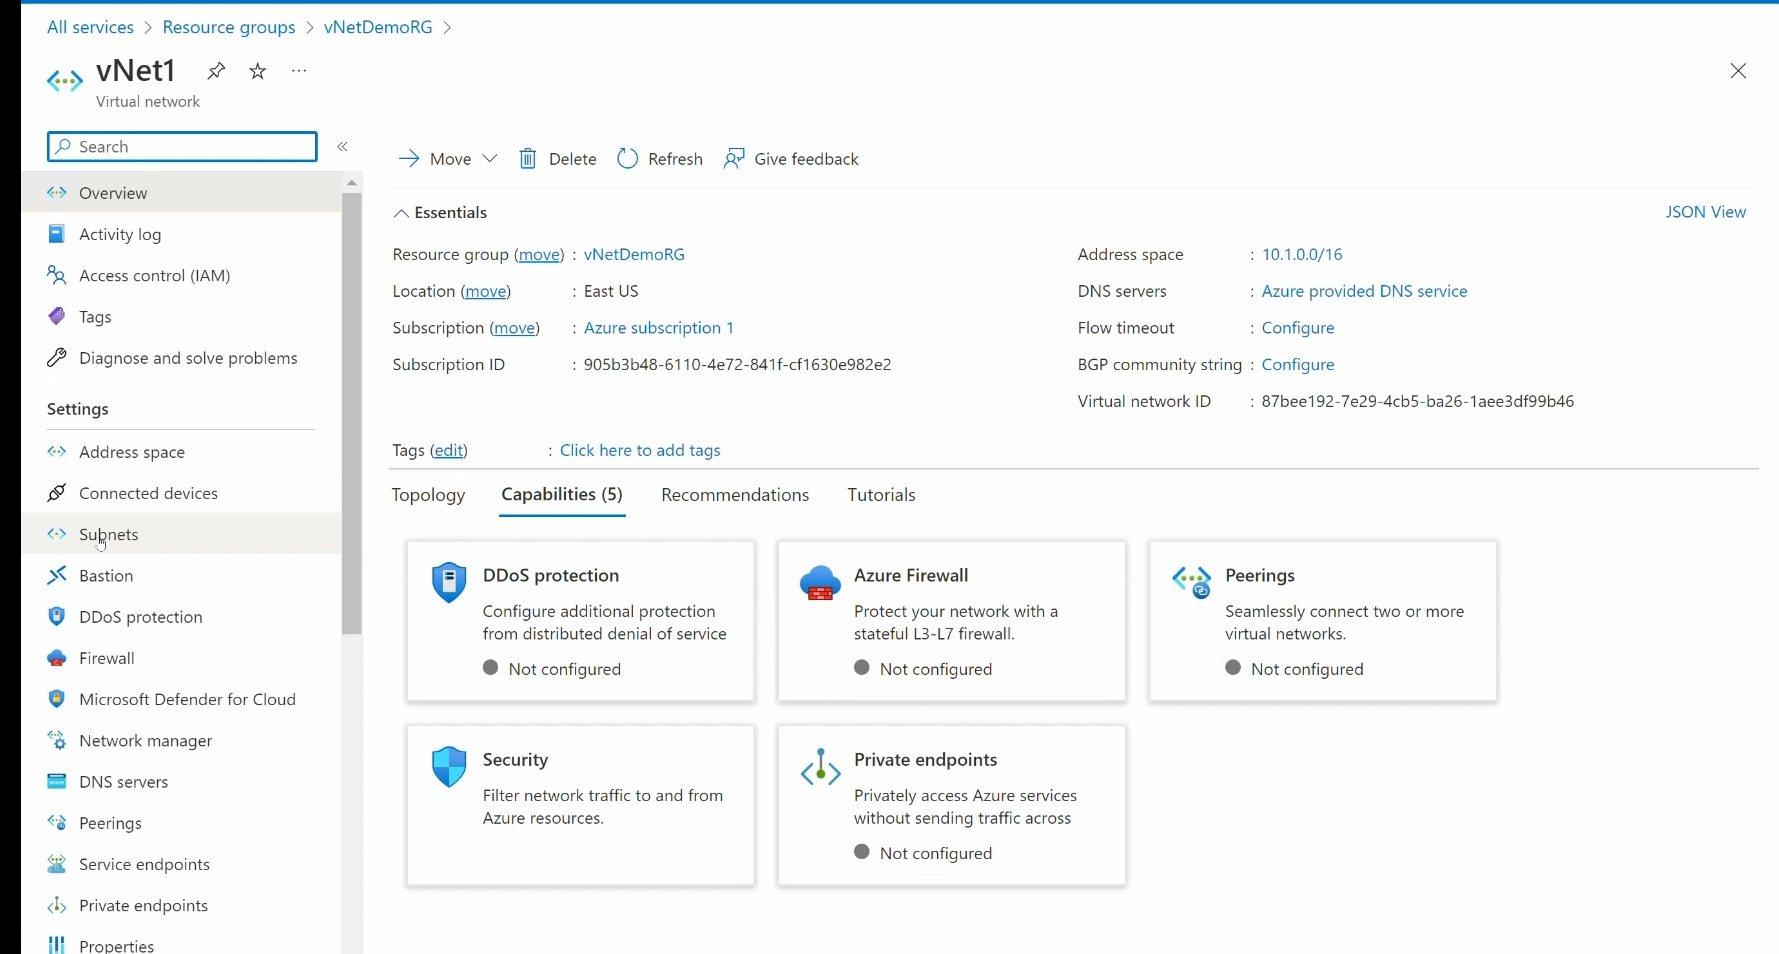 All services > Resource groups > vNetDemoRG >
vNet1
Virtual network
Search
Overview
Activity log
Access control (IAM)
Tags
Diagnose and solve problems
Settings
Address space
Connected devices
Subnets
Bastion
DDoS protection
Firewall
Microsoft Defender for Cloud
Network manager
DNS servers
Peerings
Service endpoints
Private endpoints
Properties
Move Delete Refresh Give feedback
Essentials JSON View
Resource group (move) : vNetDemoRG
Location (move) : East US
Subscription (move) : Azure subscription 1
Subscription ID : 905b3b48-6110-4e72-841f-cf1630e982e2
Address space : 10.1.0.0/16
DNS servers : Azure provided DNS service
Flow timeout : Configure
BGP community string : Configure
Virtual network ID : 87bee192-7e29-4cb5-ba26-1aee3df99b46
Tags (edit) : Click here to add tags
Topology Capabilities (5) Recommendations Tutorials
DDoS protection
Configure additional protection
from distributed denial of service
Not configured
Azure Firewall
Protect your network with a
stateful L3-L7 firewall.
Not configured
Peerings
Seamlessly connect two or more
virtual networks.
Not configured
Security
Filter network traffic to and from
Azure resources.
Private endpoints
Privately access Azure services
without sending traffic across
Not configured